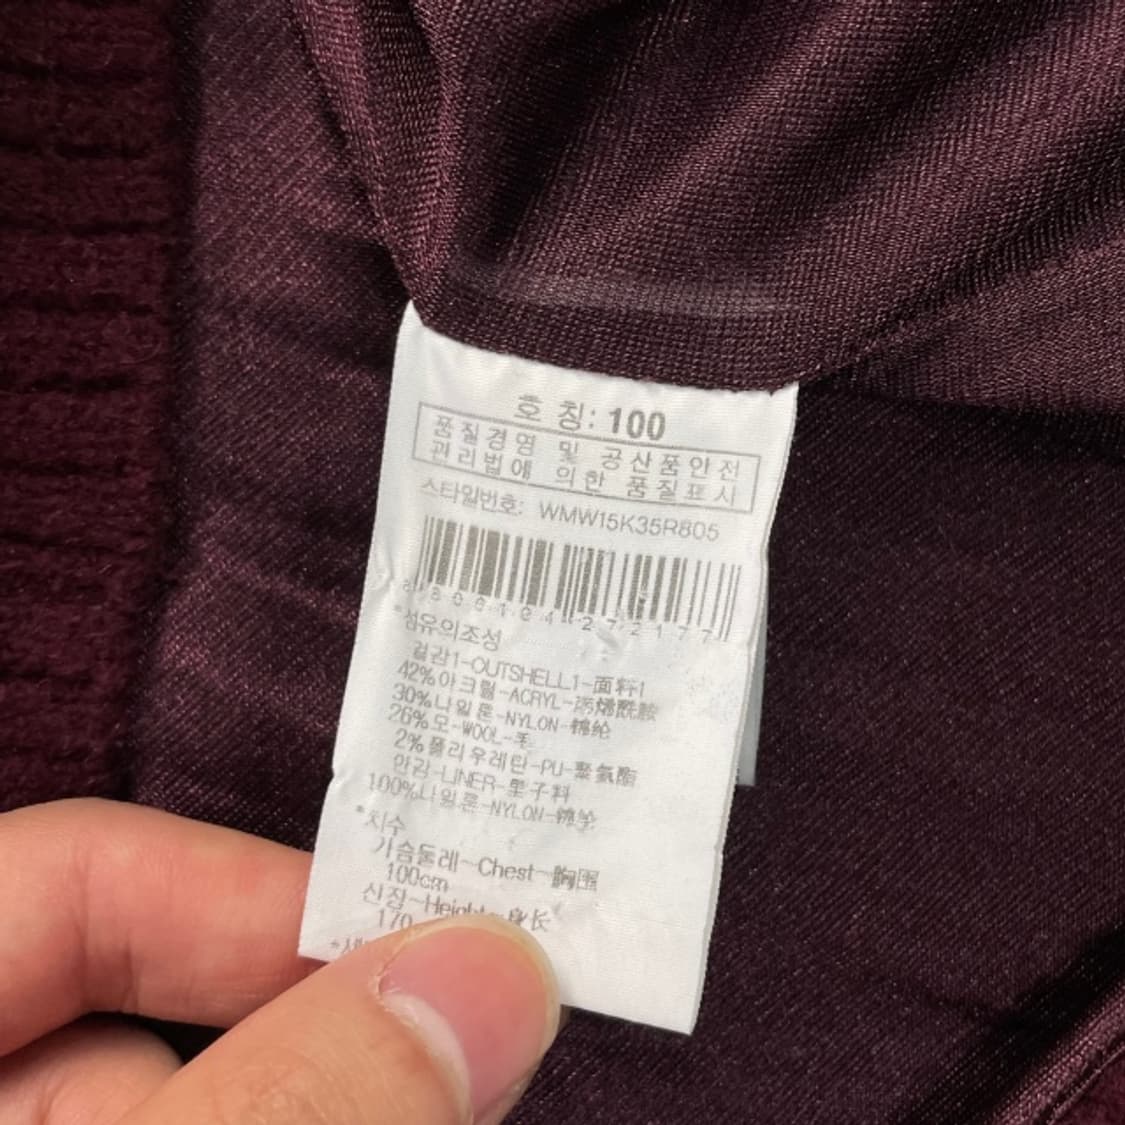 호 칭: 100
품질경영 및 공산품안전
관리법에 의한 품질표시
스타일번호: WMW15K35R805
*섬유의조성
겉감1-OUTSHELL1-面料1
42%아크릴-ACRYL-丙烯酰胺
30%나일론-NYLON-锦纶
26%모-WOOL-毛
2%폴리우레탄-PU-聚氨酯
안감-LINER-里子料
100%나일론-NYLON-锦纶
*치수
가슴둘레-Chest-胸围
100cm
신장-Height-身长
170